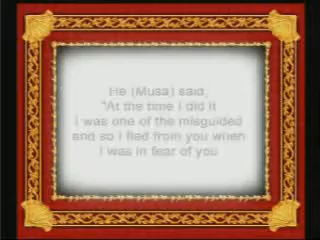 He (Musa) said,
"At the time I did it
I was one of the misguided
and so I fled from you when
I was in fear of you